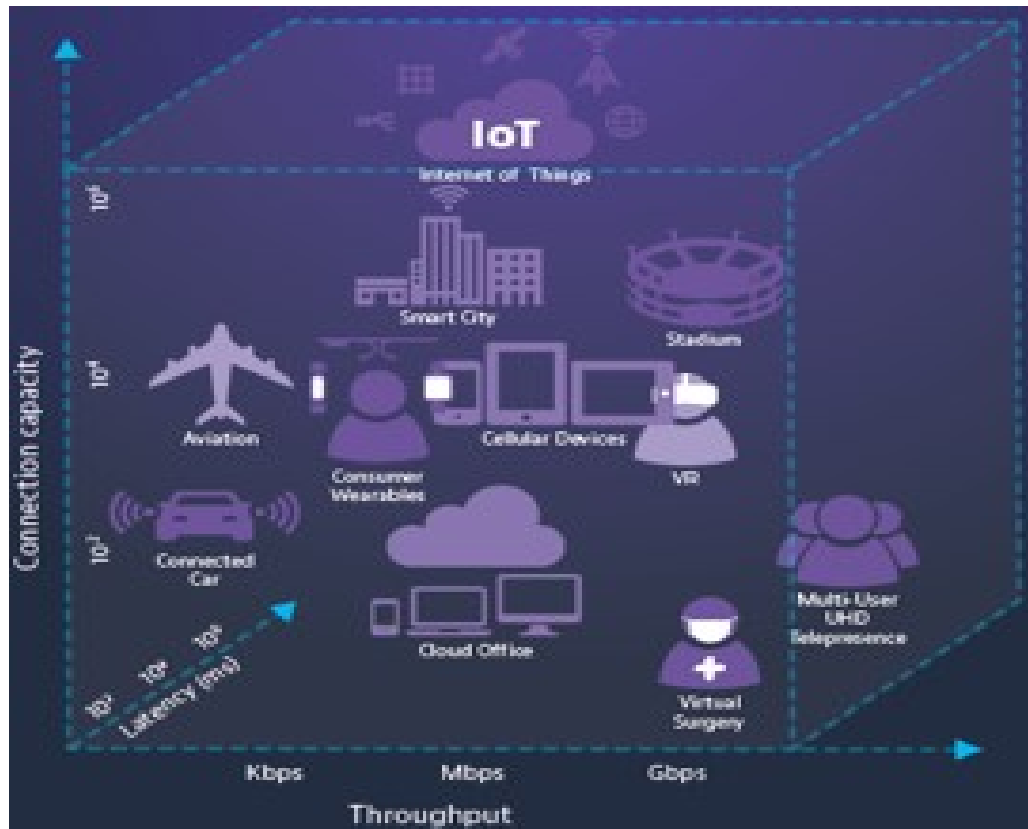 IoT
Internet of Things
Smart City
Stadium
Aviation
Consumer
Wearables
Cellular Devices
VR
Connected
Car
Cloud Office
Multi-User
UHD
Telepresence
Virtual
Surgery
Connection capacity
10⁴
Latency (ms)
Kbps
Mbps
Gbps
Throughput